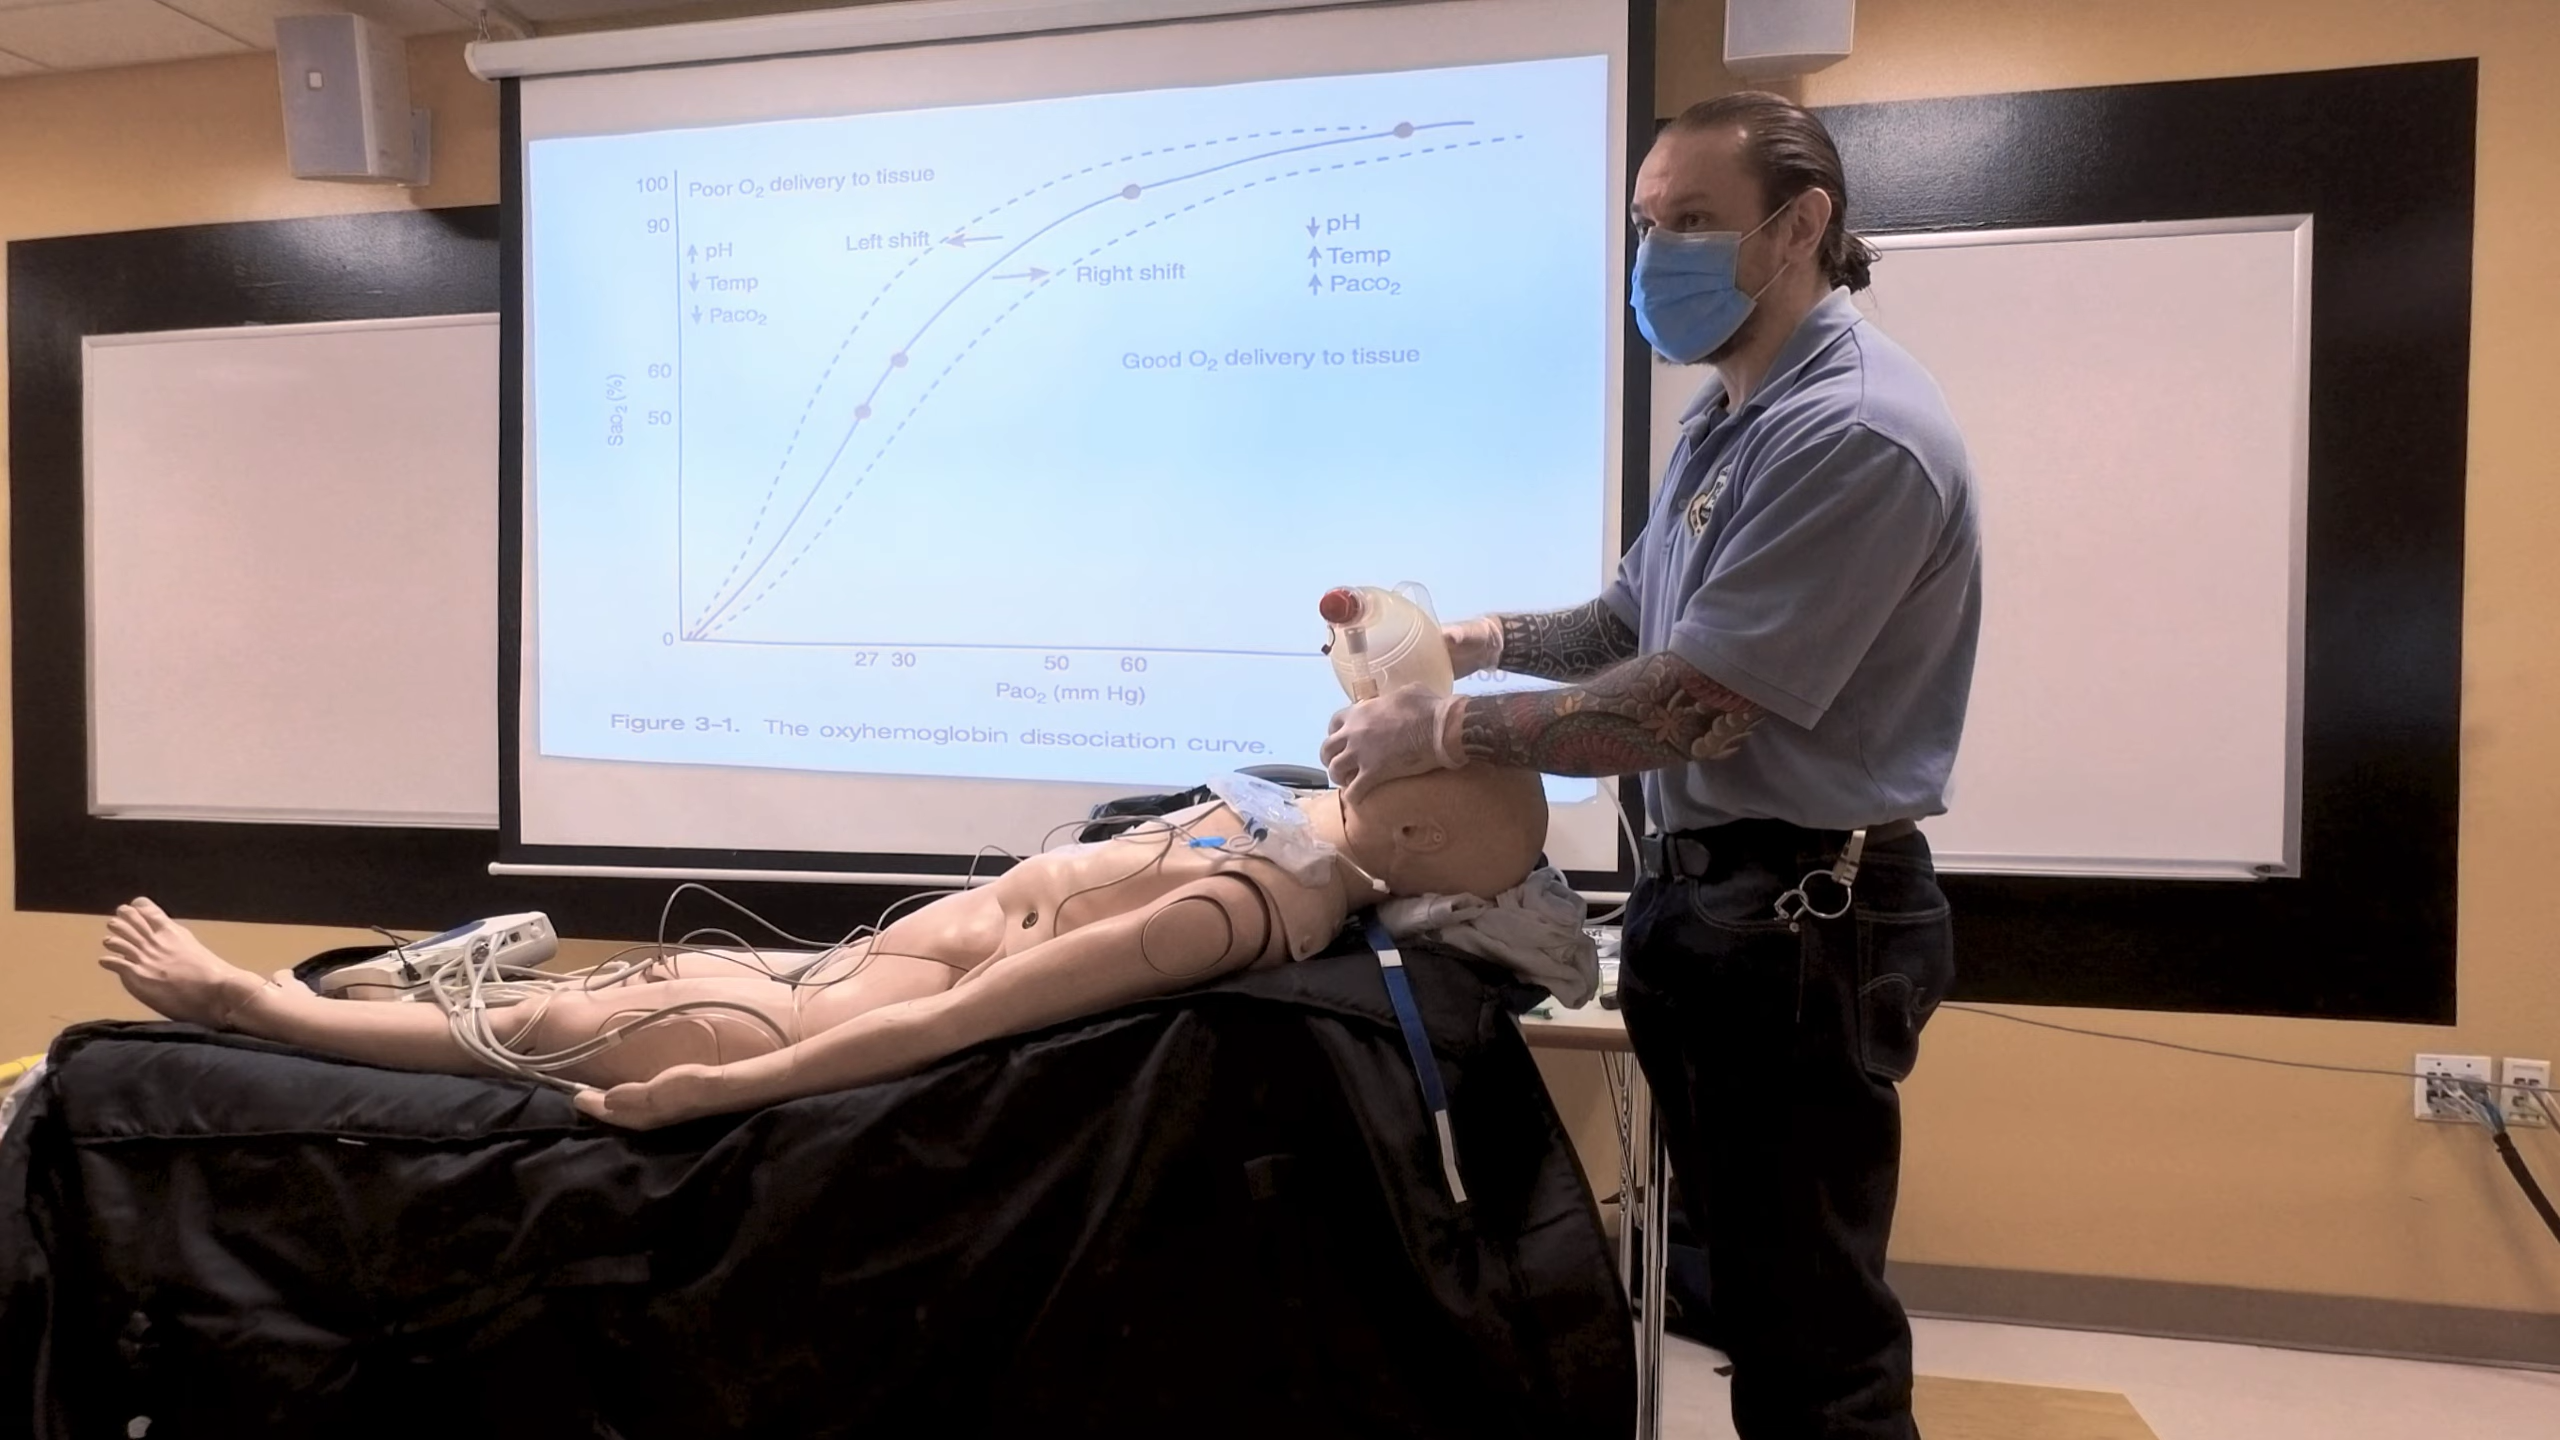 100
Poor O₂ delivery to tissue
90
↑ pH
Left shift
↓ pH
↓ Temp
Right shift
↑ Temp
↓ Paco₂
↑ Paco₂
60
Good O₂ delivery to tissue
50
Sao₂ (%)
0
27 30 50 60 100
Pao₂ (mm Hg)
Figure 3–1. The oxyhemoglobin dissociation curve.